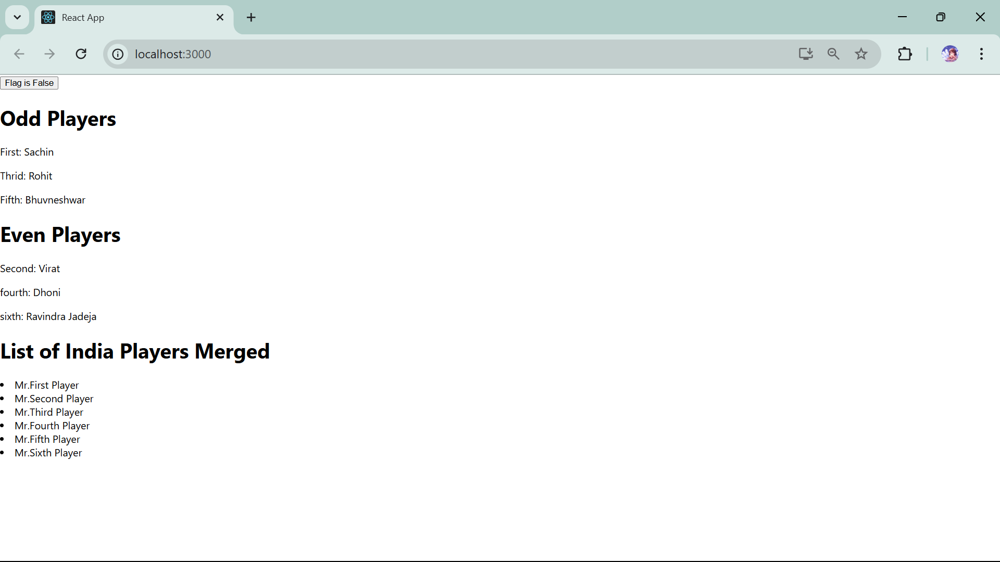 React App
localhost:3000
Flag is False
Odd Players
First: Sachin
Thrid: Rohit
Fifth: Bhuvneshwar
Even Players
Second: Virat
fourth: Dhoni
sixth: Ravindra Jadeja
List of India Players Merged
Mr.First Player
Mr.Second Player
Mr.Third Player
Mr.Fourth Player
Mr.Fifth Player
Mr.Sixth Player